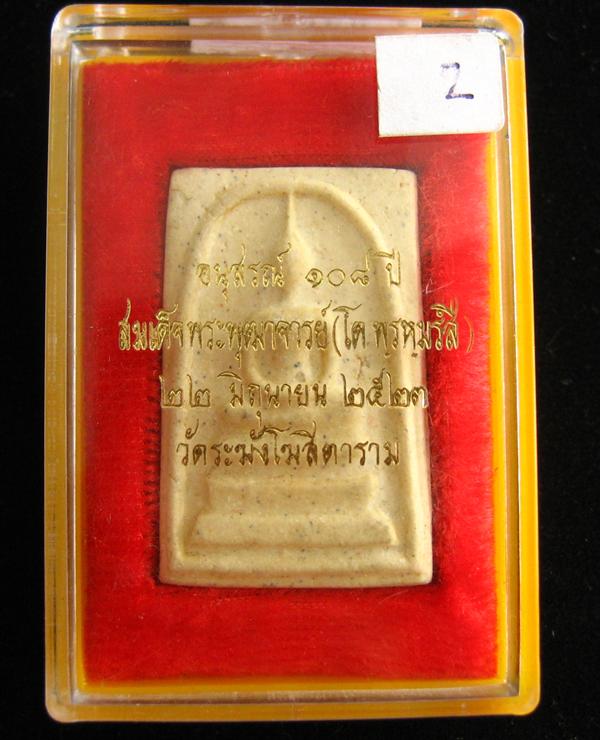 2
อนุสรณ์ ๑๐๘ ปี
สมเด็จพระพุฒาจารย์(โต พรหมรังสี)
๒๒ มิถุนายน ๒๕๒๓
วัดระฆังโฆสิตาราม